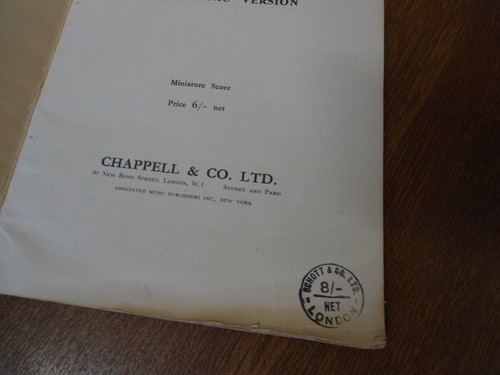 VERSION
Miniature Score
Price 6/- net
CHAPPELL & CO. LTD.
50 New Bond Street, London, W.1 Sydney and Paris
ASSOCIATED MUSIC PUBLISHERS INC., NEW YORK
SCHOTT & CO. LTD.
8/-
NET
LONDON